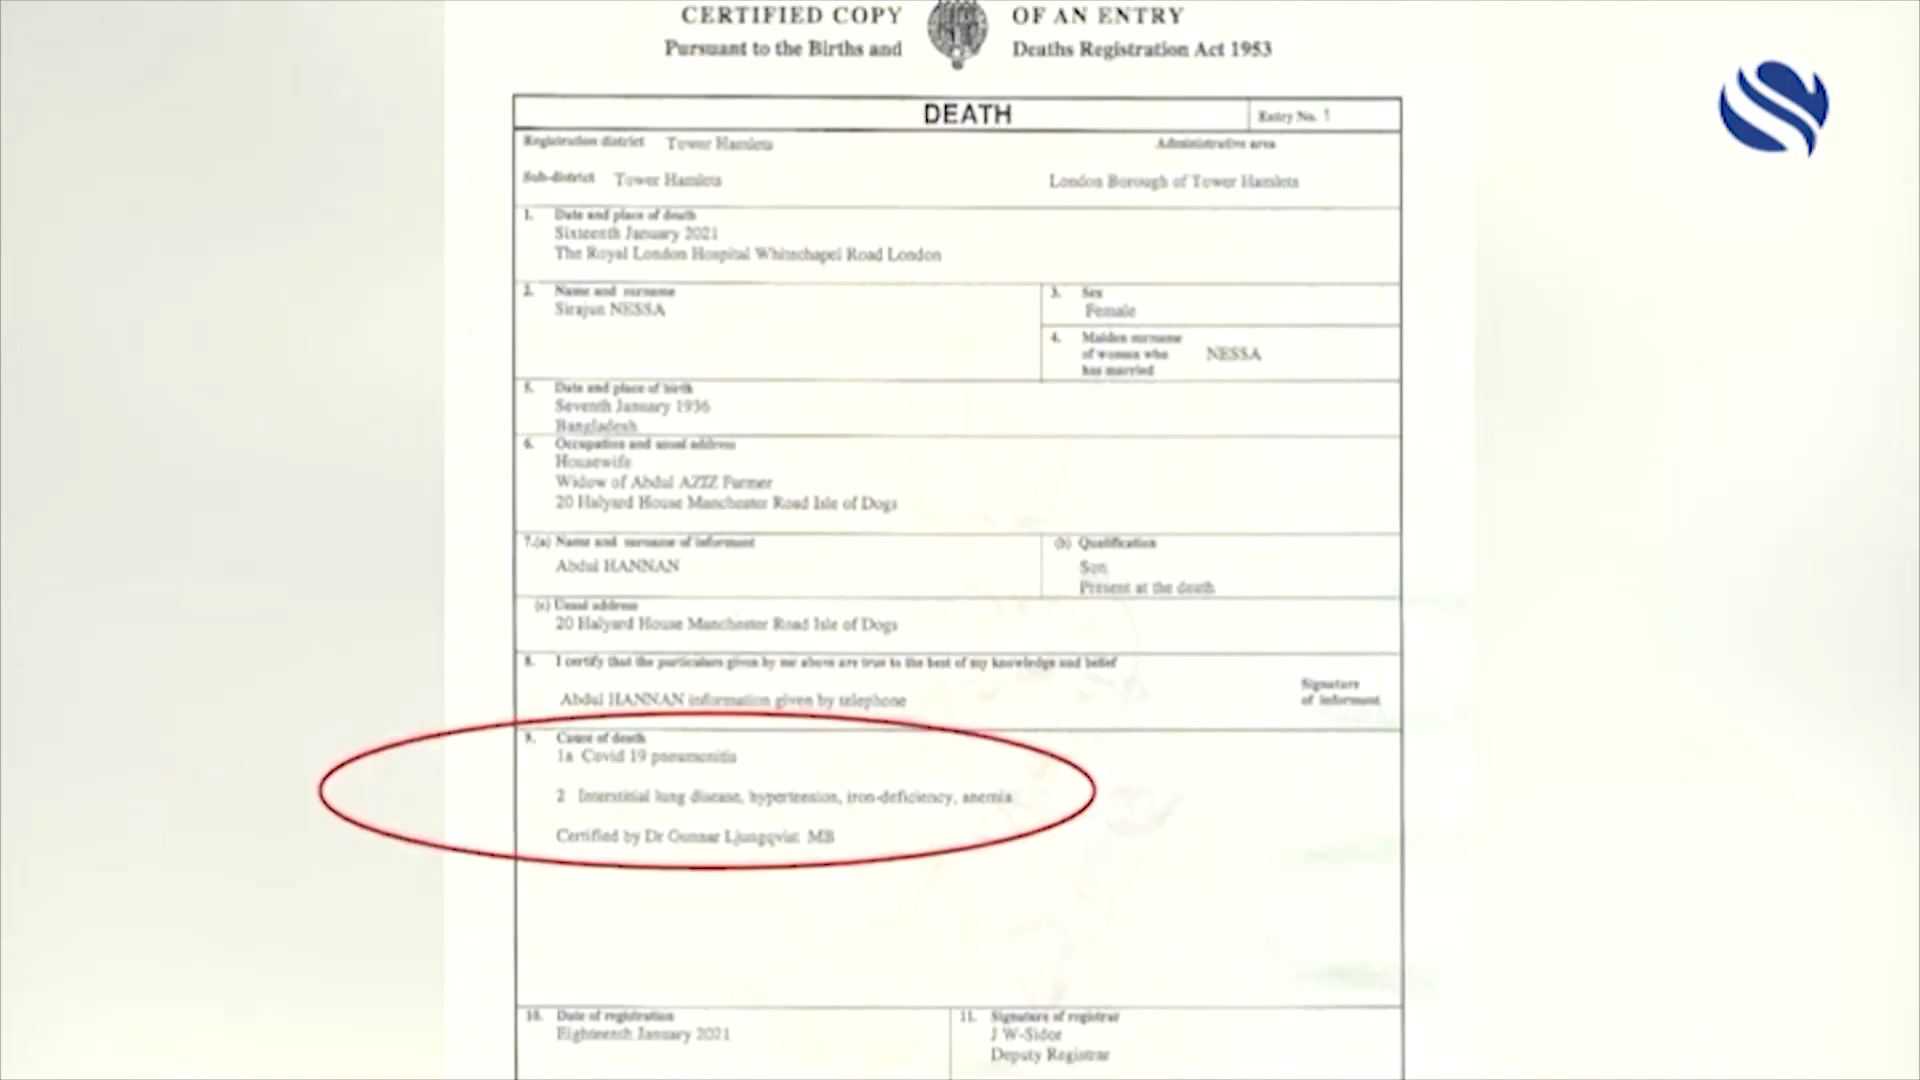 CERTIFIED COPY OF AN ENTRY
Pursuant to the Births and Deaths Registration Act 1953
DEATH
Entry No. 1
Registration district Tower Hamlets
Administrative area
Sub-district Tower Hamlets
London Borough of Tower Hamlets
1. Date and place of death
Sixteenth January 2021
The Royal London Hospital Whitechapel Road London
2. Name and surname
Sirajun NESSA
3. Sex
Female
4. Maiden surname
of woman who
has married
NESSA
5. Date and place of birth
Seventh January 1936
Bangladesh
6. Occupation and usual address
Housewife
Widow of Abdul AZIZ Farmer
20 Halyard House Manchester Road Isle of Dogs
7.(a) Name and surname of informant
Abdul HANNAN
(b) Qualification
Son
Present at the death
(c) Usual address
20 Halyard House Manchester Road Isle of Dogs
8. I certify that the particulars given by me above are true to the best of my knowledge and belief
Abdul HANNAN information given by telephone
Signature
of informant
9. Cause of death
1a Covid 19 pneumonitis
2 Interstitial lung disease, hypertension, iron-deficiency, anemia
Certified by Dr Gunnar Ljungqvist MB
10. Date of registration
Eighteenth January 2021
11. Signature of registrar
J W-Sidor
Deputy Registrar